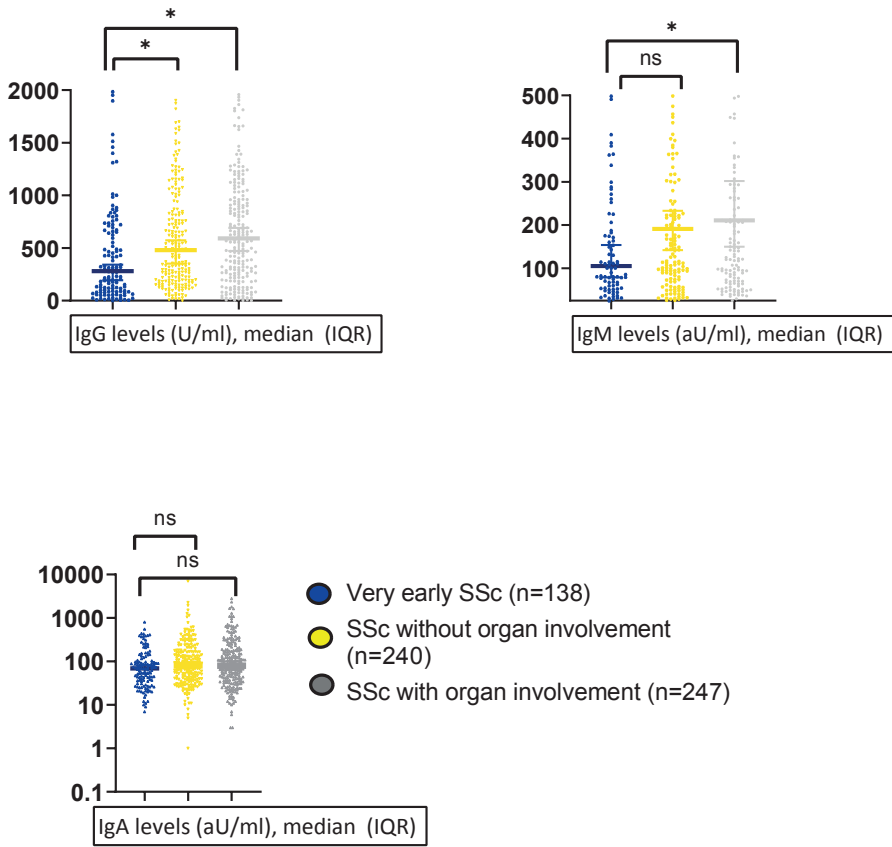 *
*
2000
1500
1000
500
0
IgG levels (U/ml), median (IQR)
*
ns
500
400
300
200
100
IgM levels (aU/ml), median (IQR)
ns
ns
10000
1000
100
10
1
0.1
IgA levels (aU/ml), median (IQR)
Very early SSc (n=138)
SSc without organ involvement
(n=240)
SSc with organ involvement (n=247)